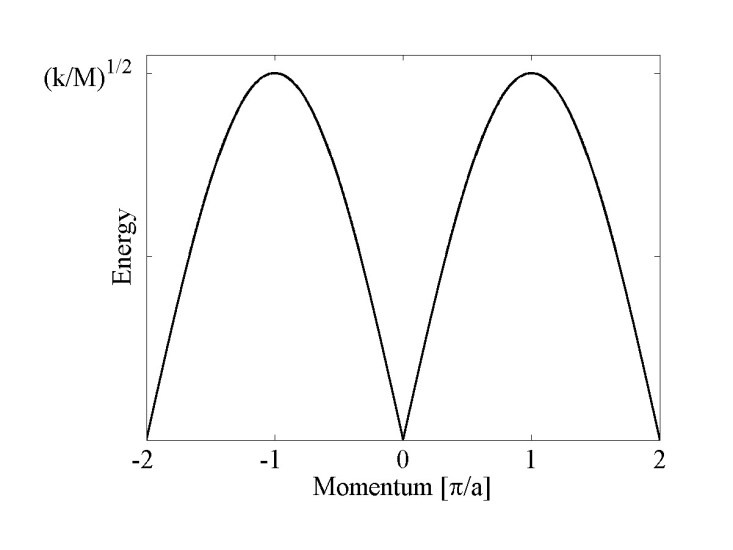 (k/M)1/2
Energy
-2 -1 0 1 2
Momentum [π/a]